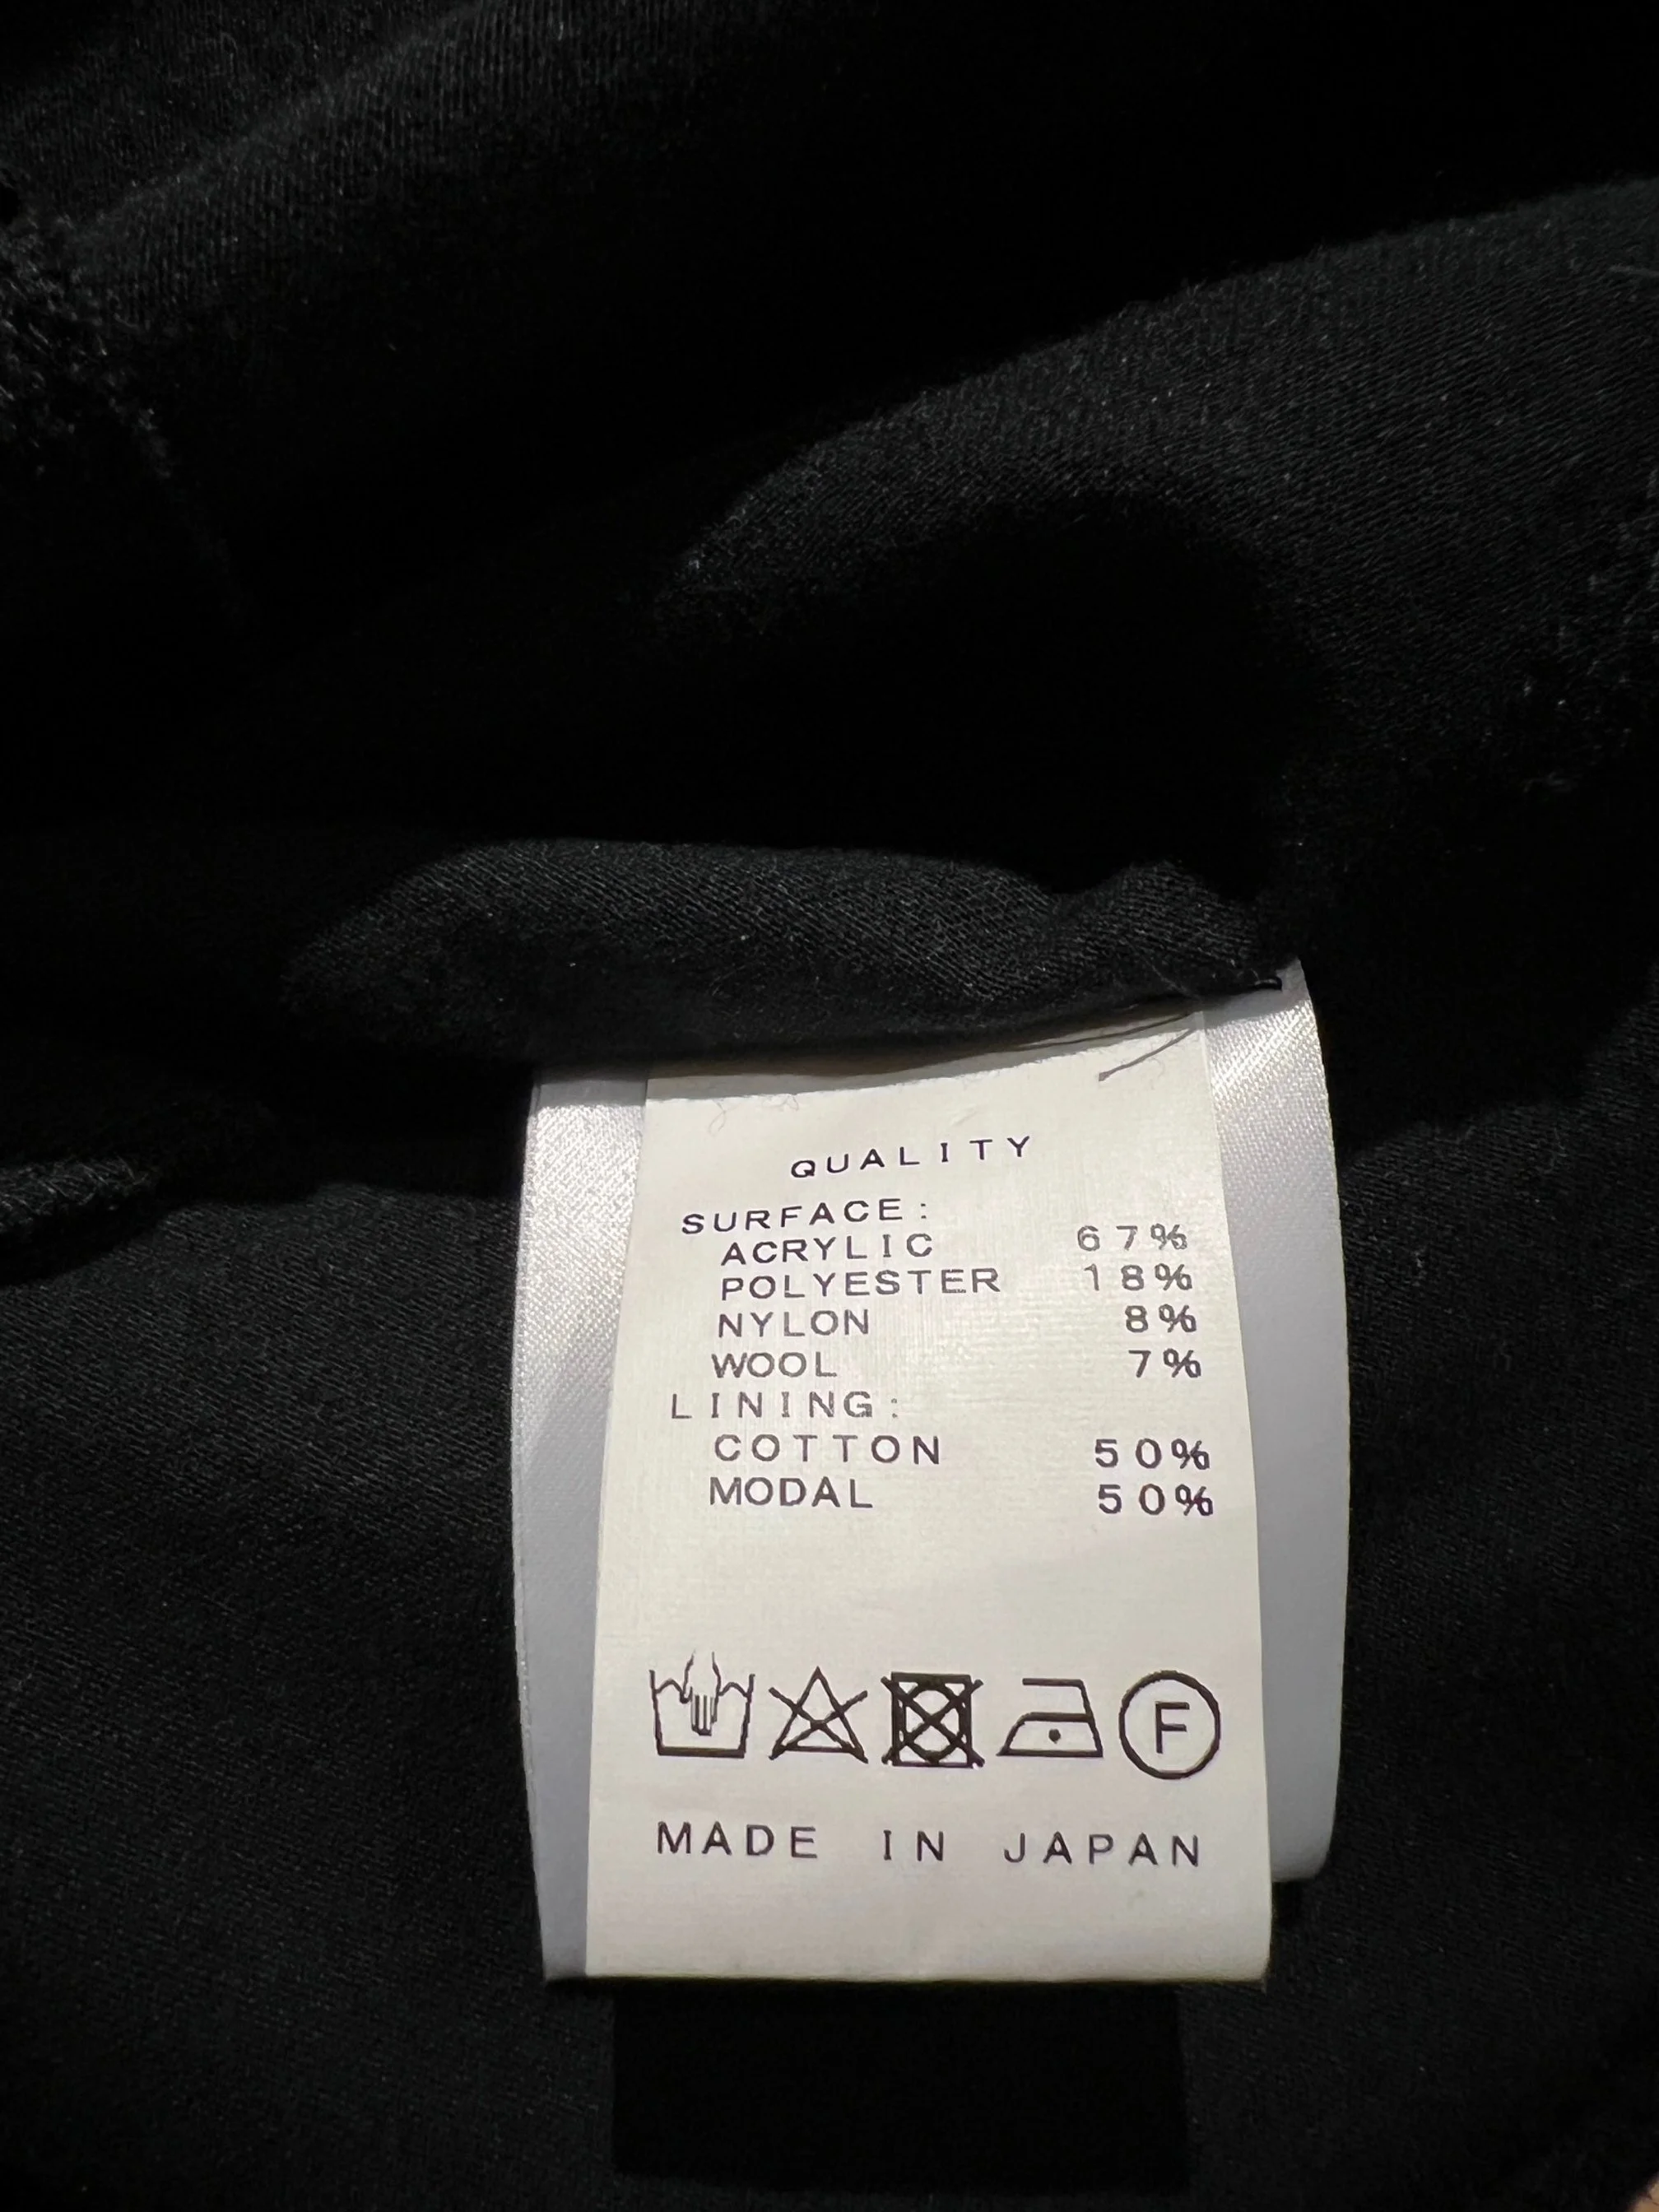 QUALITY
SURFACE:
ACRYLIC 67%
POLYESTER 18%
NYLON 8%
WOOL 7%
LINING:
COTTON 50%
MODAL 50%
F
MADE IN JAPAN